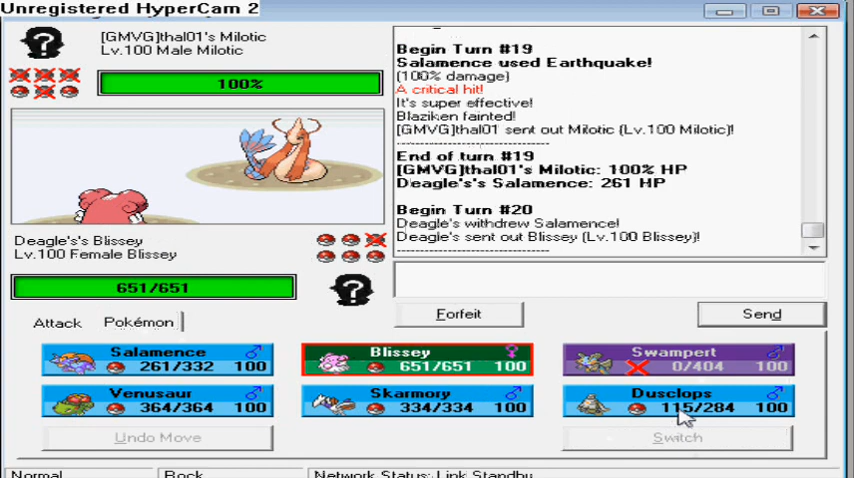 Unregistered HyperCam 2
[GMVG]thal01's Milotic
Lv.100 Male Milotic
100%
Begin Turn #19
Salamence used Earthquake!
(100% damage)
A critical hit!
It's super effective!
Blaziken fainted!
[GMVG]thal01 sent out Milotic (Lv.100 Milotic)!
End of turn #19
[GMVG]thal01's Milotic: 100% HP
Deagle's's Salamence: 261 HP
Begin Turn #20
Deagle's withdrew Salamence!
Deagle's sent out Blissey (Lv.100 Blissey)!
Deagle's's Blissey
Lv.100 Female Blissey
651/651
Forfeit
Send
Attack
Pokémon
Salamence
261/332 100
Blissey
651/651 100
Swampert
0/404 100
Venusaur
364/364 100
Skarmory
334/334 100
Dusclops
115/284 100
Undo Move
Switch
Normal
Rock
Network Status: Link Standby